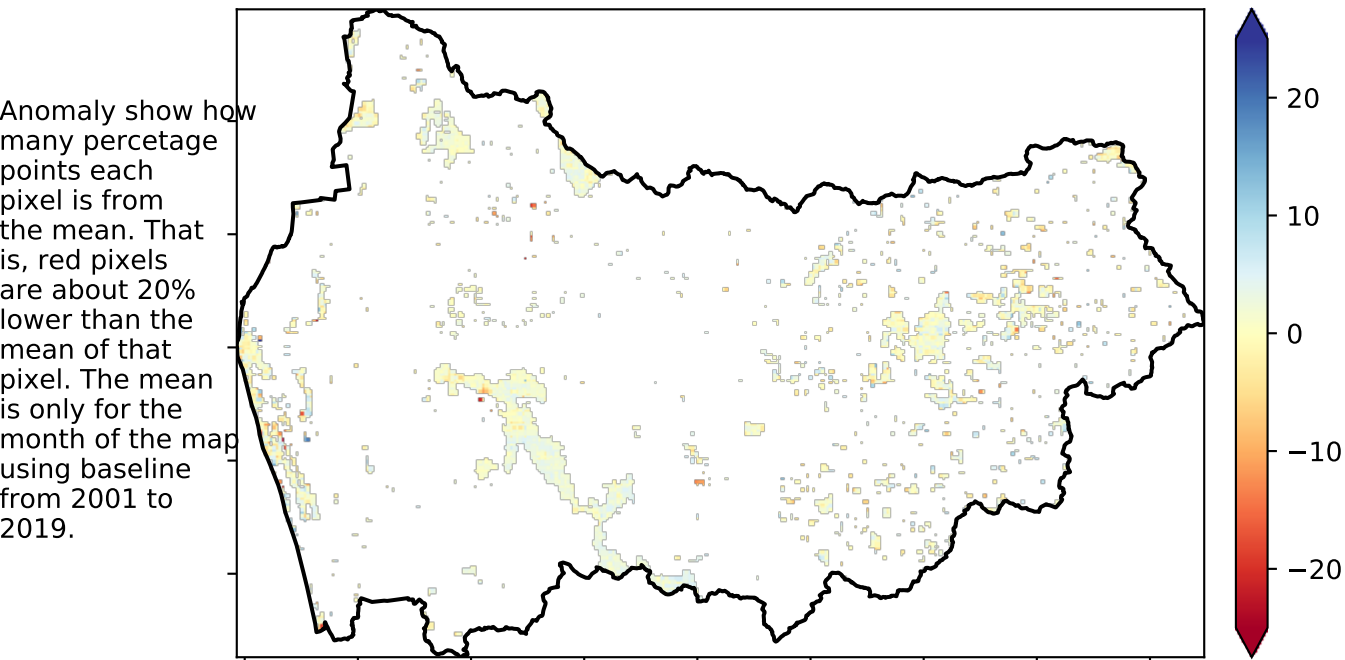 Anomaly show how
many percetage
points each
pixel is from
the mean. That
is, red pixels
are about 20%
lower than the
mean of that
pixel. The mean
is only for the
month of the map
using baseline
from 2001 to
2019.
20
10
0
−10
−20